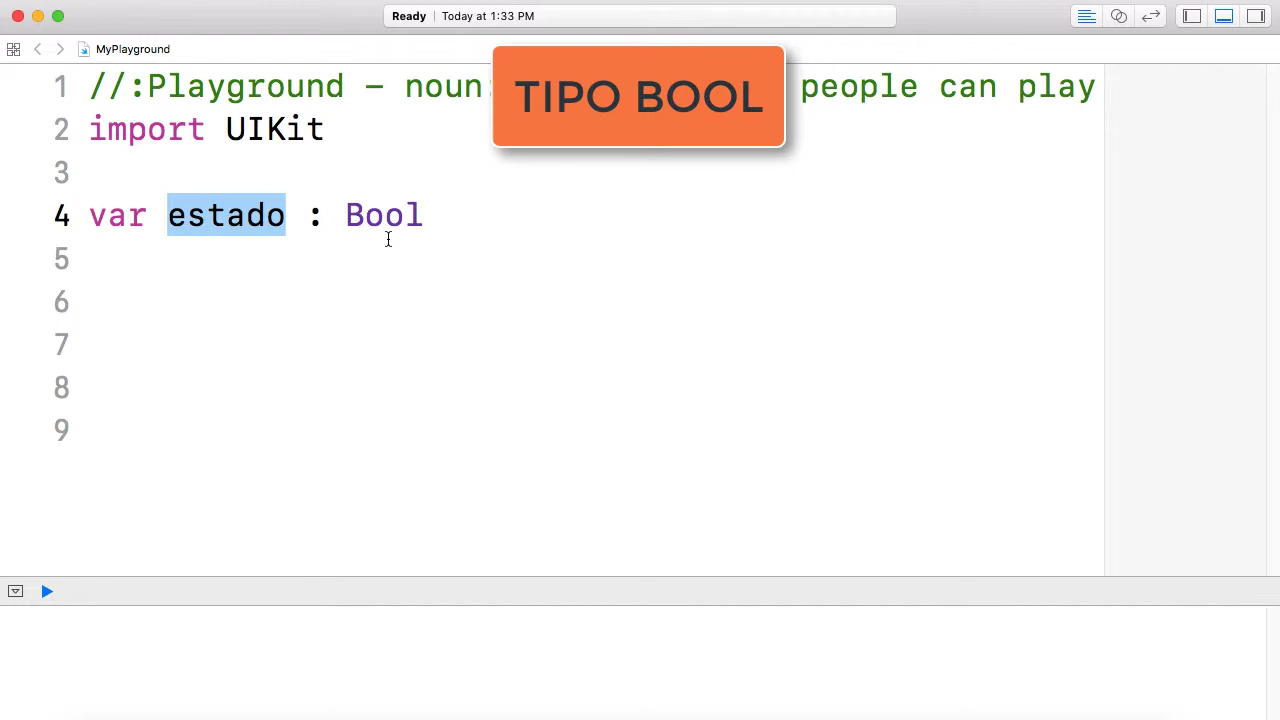 Ready | Today at 1:33 PM
MyPlayground
1 //:Playground – noun: people can play
TIPO BOOL
2 import UIKit
3
4 var estado : Bool
5
6
7
8
9